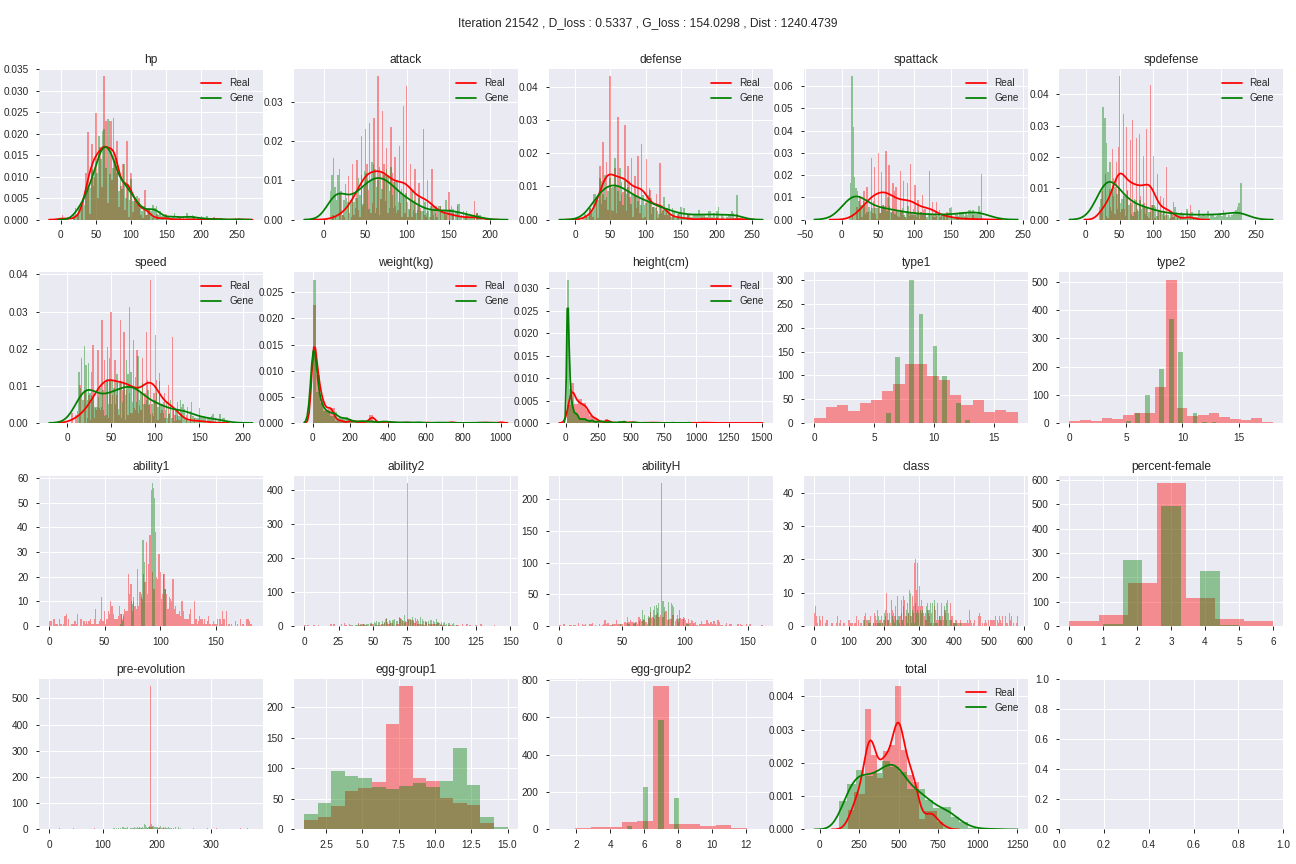 Iteration 21542 , D_loss : 0.5337 , G_loss : 154.0298 , Dist : 1240.4739
hp attack defense spattack spdefense
0.035
0.030
0.025
0.020
0.015
0.010
0.005
0.000
0 50 100 150 200 250
Real
Gene
0.03
0.02
0.01
0.00
0 50 100 150 200
Real
Gene
0.04
0.03
0.02
0.01
0.00
0 50 100 150 200 250
Real
Gene
0.06
0.05
0.04
0.03
0.02
0.01
0.00
−50 0 50 100 150 200 250
Real
Gene
0.04
0.03
0.02
0.01
0.00
0 50 100 150 200 250
Real
Gene
speed weight(kg) height(cm) type1 type2
0.04
0.03
0.02
0.01
0.00
0 50 100 150 200
Real
Gene
0.025
0.020
0.015
0.010
0.005
0.000
0 200 400 600 800 1000
Real
Gene
0.030
0.025
0.020
0.015
0.010
0.005
0.000
0 250 500 750 1000 1250 1500
Real
Gene
300
250
200
150
100
50
0
0 5 10 15
500
400
300
200
100
0
0 5 10 15
ability1 ability2 abilityH class percent-female
60
50
40
30
20
10
0
0 50 100 150
400
300
200
100
0
0 25 50 75 100 125 150
200
150
100
50
0
0 50 100 150
40
30
20
10
0
0 100 200 300 400 500 600
600
500
400
300
200
100
0
0 1 2 3 4 5 6
pre-evolution egg-group1 egg-group2 total
500
400
300
200
100
0
0 100 200 300
200
150
100
50
0
2.5 5.0 7.5 10.0 12.5 15.0
800
600
400
200
0
2 4 6 8 10 12
0.004
0.003
0.002
0.001
0.000
0 250 500 750 1000 1250
Real
Gene
1.0
0.8
0.6
0.4
0.2
0.0
0.0 0.2 0.4 0.6 0.8 1.0